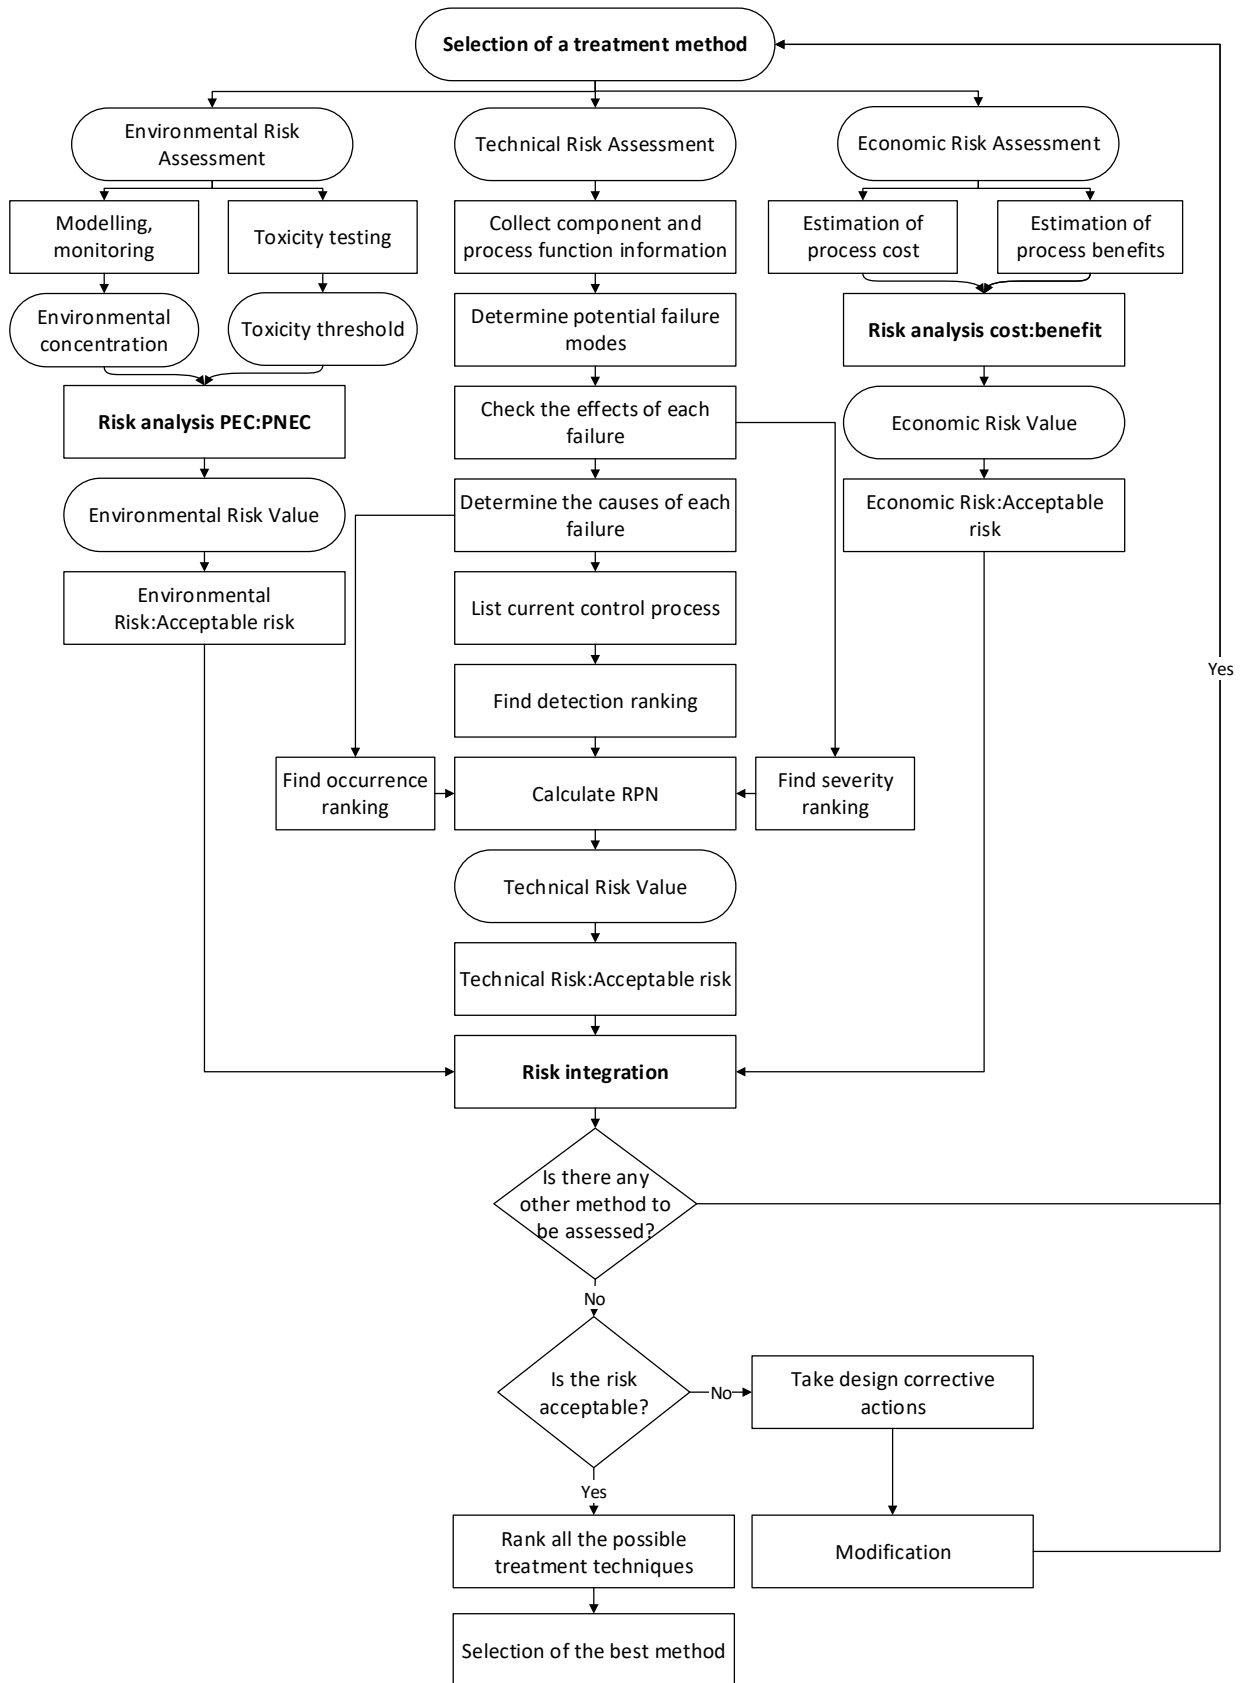 Selection of a treatment method
Environmental Risk
Assessment
Technical Risk Assessment
Economic Risk Assessment
Modelling,
monitoring
Toxicity testing
Collect component and
process function information
Estimation of
process cost
Estimation of
process benefits
Environmental
concentration
Toxicity threshold
Determine potential failure
modes
Risk analysis cost:benefit
Risk analysis PEC:PNEC
Check the effects of each
failure
Economic Risk Value
Environmental Risk Value
Determine the causes of each
failure
Economic Risk:Acceptable
risk
Environmental
Risk:Acceptable risk
List current control process
Yes
Find detection ranking
Find occurrence
ranking
Calculate RPN
Find severity
ranking
Technical Risk Value
Technical Risk:Acceptable risk
Risk integration
Is there any
other method to
be assessed?
No
Is the risk
acceptable?
No
Take design corrective
actions
Yes
Rank all the possible
treatment techniques
Modification
Selection of the best method